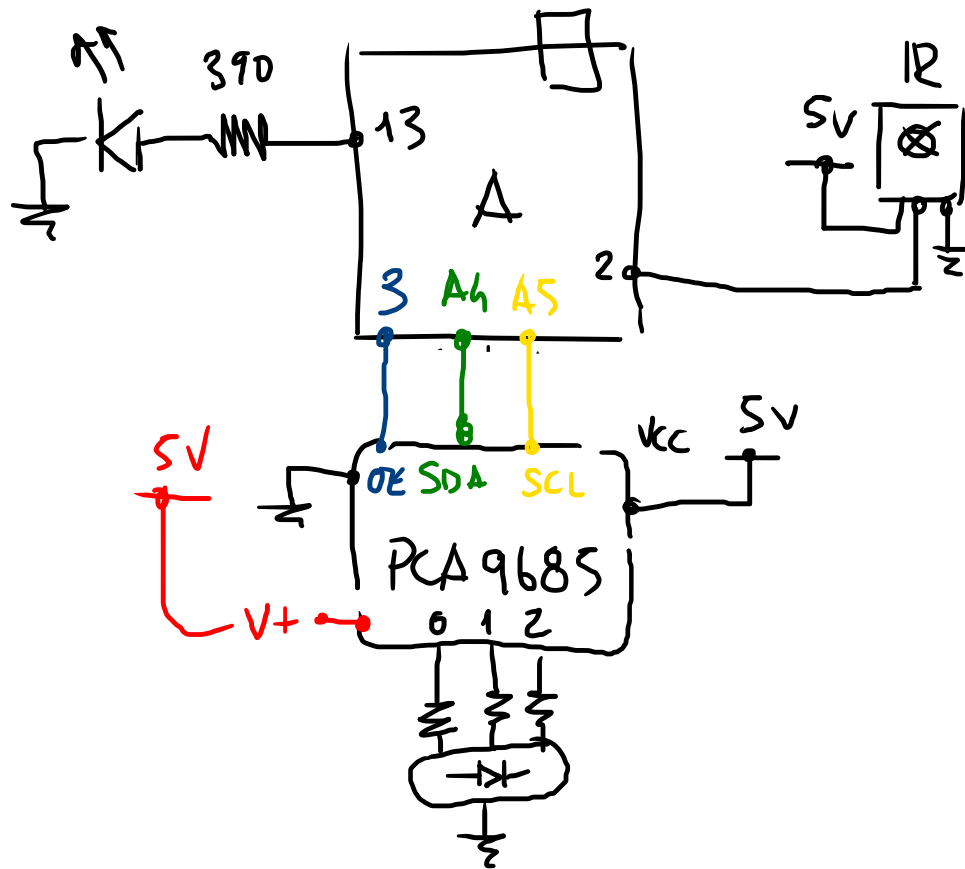 390
IR
5V
13
A
2
3 A4 A5
5V
VCC
5V
OE SDA SCL
PCA9685
V+
0 1 2